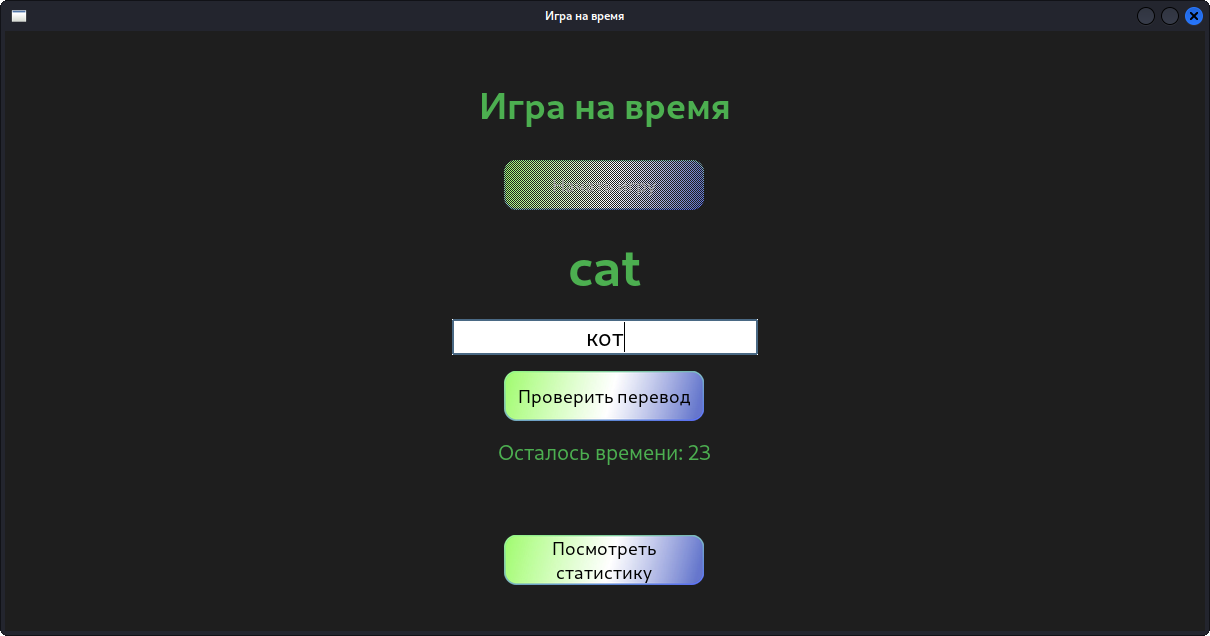 Игра на время
Игра на время
cat
кот
Проверить перевод
Осталось времени: 23
Посмотреть
статистику